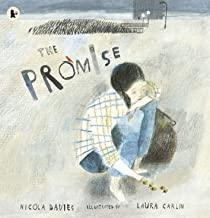 THE
PROMISE
NICOLA DAVIES ILLUSTRATED BY LAURA CARLIN